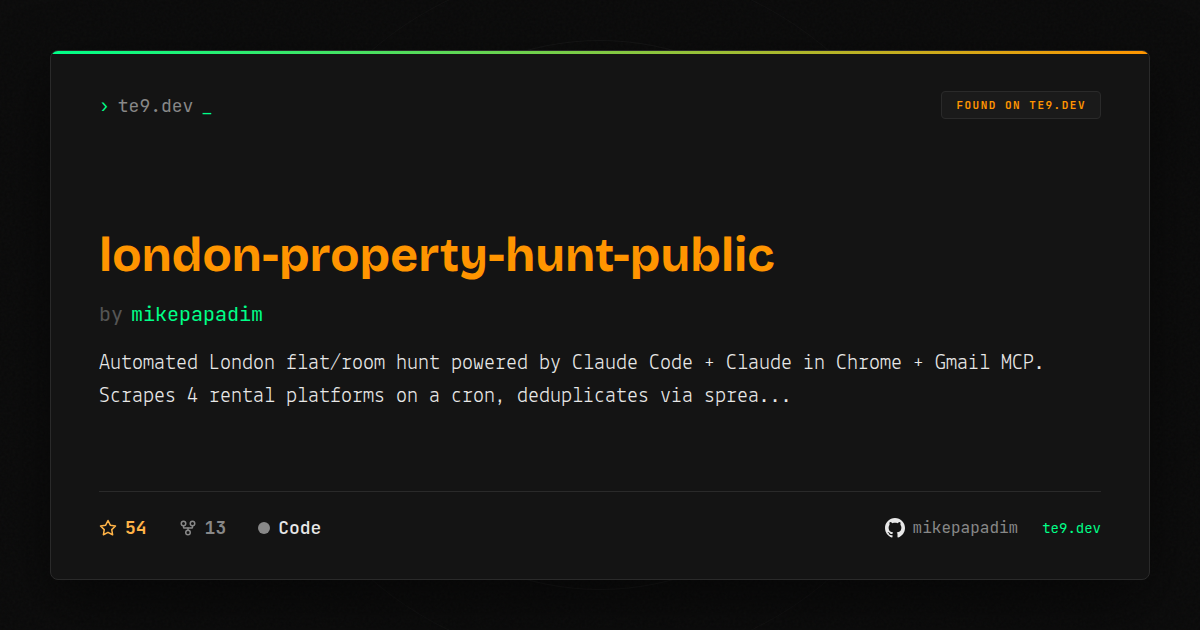 › te9.dev _
FOUND ON TE9.DEV
london-property-hunt-public
by mikepapadim
Automated London flat/room hunt powered by Claude Code + Claude in Chrome + Gmail MCP.
Scrapes 4 rental platforms on a cron, deduplicates via sprea...
54 13 Code
mikepapadim te9.dev